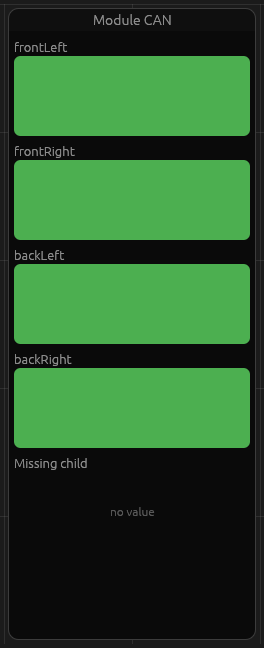 Module CAN
frontLeft
frontRight
backLeft
backRight
Missing child
no value